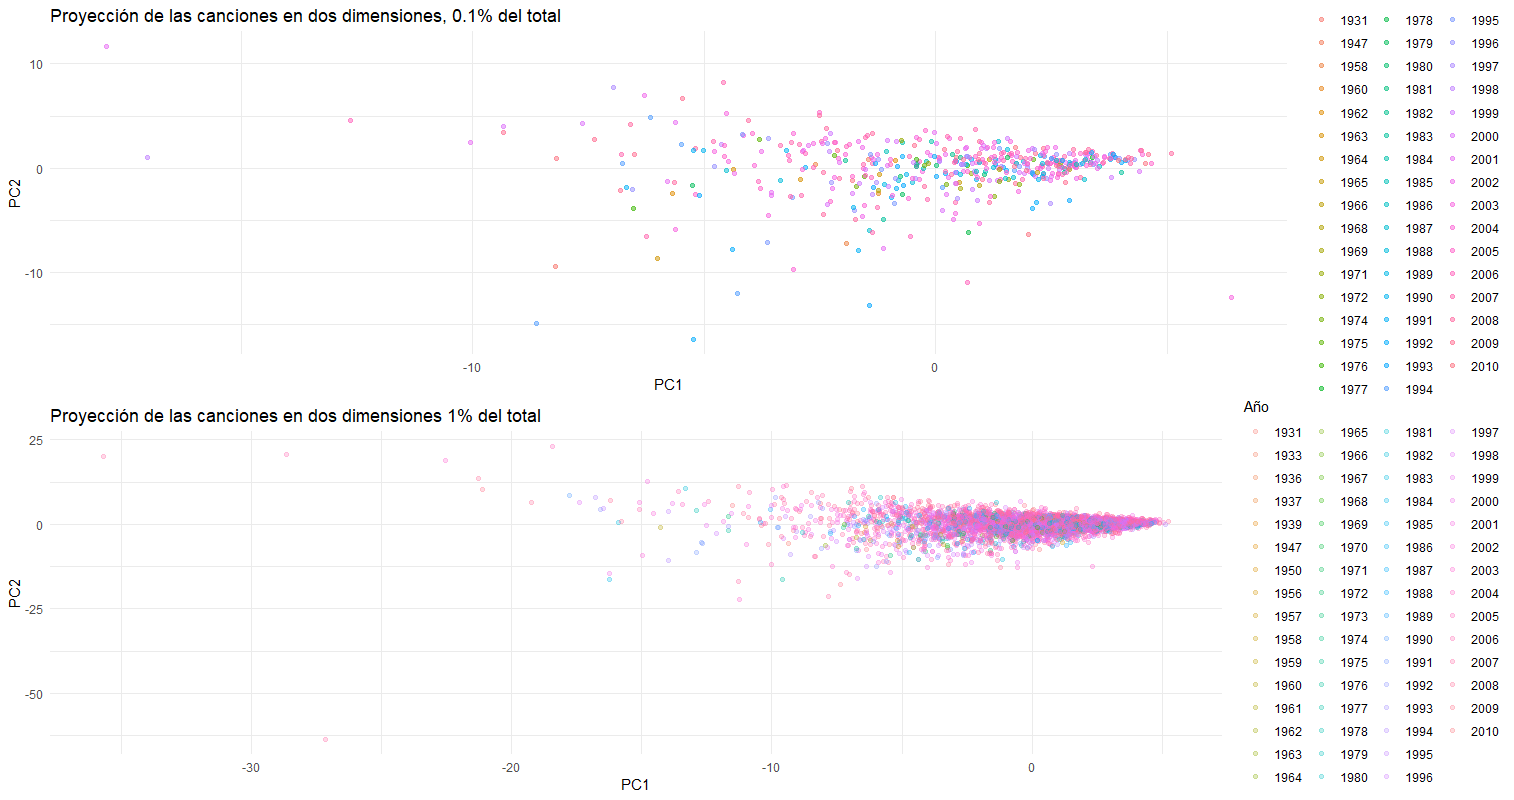 Proyección de las canciones en dos dimensiones, 0.1% del total
10
0
-10
PC2
-10
0
PC1
1931 1978 1995
1947 1979 1996
1958 1980 1997
1960 1981 1998
1962 1982 1999
1963 1983 2000
1964 1984 2001
1965 1985 2002
1966 1986 2003
1968 1987 2004
1969 1988 2005
1971 1989 2006
1972 1990 2007
1974 1991 2008
1975 1992 2009
1976 1993 2010
1977 1994
Proyección de las canciones en dos dimensiones 1% del total
25
0
-25
-50
PC2
-30
-20
-10
0
PC1
Año
1931 1965 1981 1997
1933 1966 1982 1998
1936 1967 1983 1999
1937 1968 1984 2000
1939 1969 1985 2001
1947 1970 1986 2002
1950 1971 1987 2003
1956 1972 1988 2004
1957 1973 1989 2005
1958 1974 1990 2006
1959 1975 1991 2007
1960 1976 1992 2008
1961 1977 1993 2009
1962 1978 1994 2010
1963 1979 1995
1964 1980 1996